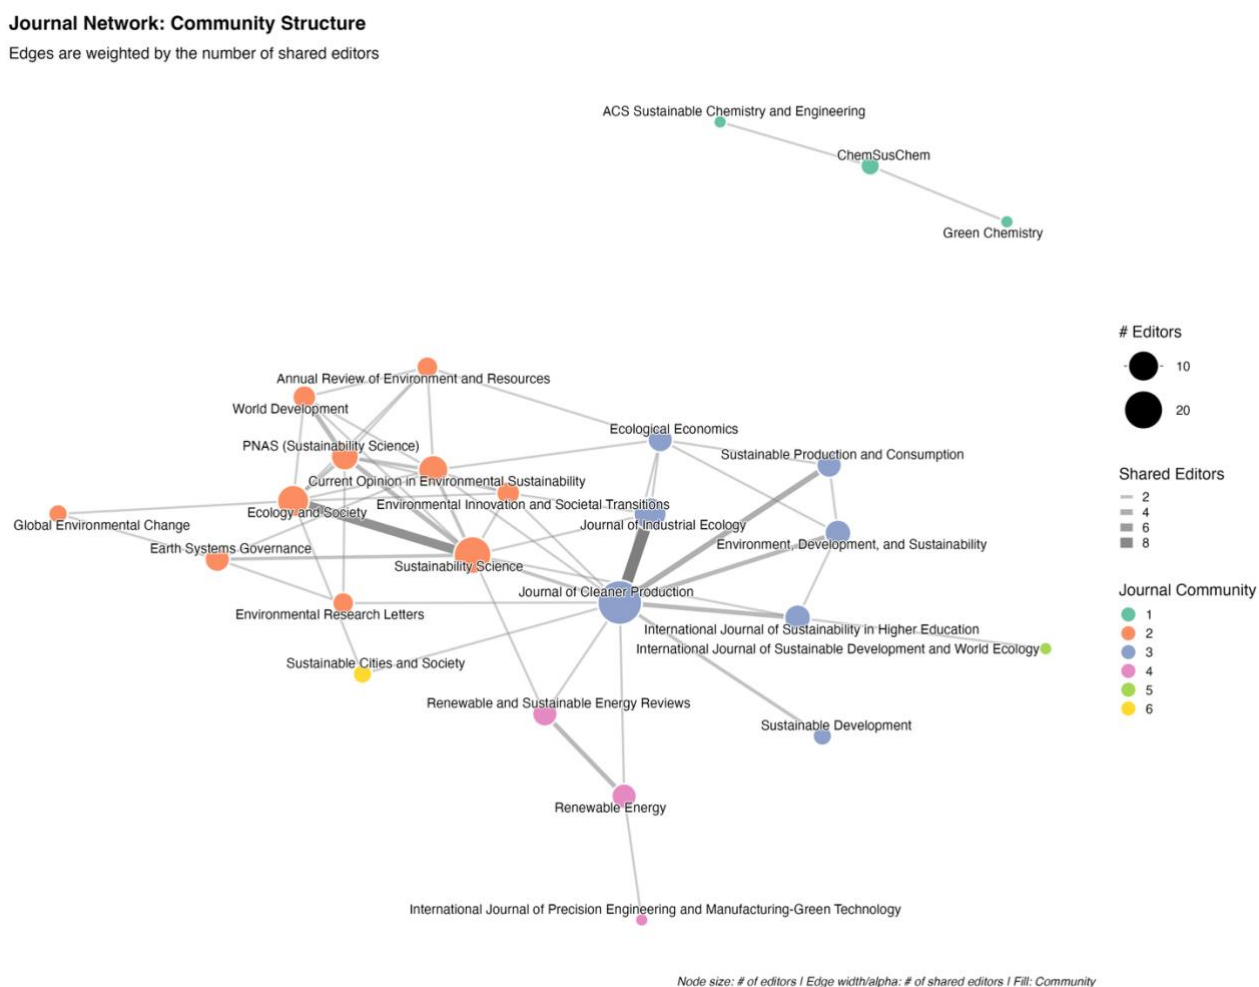 Journal Network: Community Structure
Edges are weighted by the number of shared editors
ACS Sustainable Chemistry and Engineering
ChemSusChem
Green Chemistry
# Editors
10
20
Annual Review of Environment and Resources
World Development
Ecological Economics
PNAS (Sustainability Science)
Sustainable Production and Consumption
Current Opinion in Environmental Sustainability
Environmental Innovation and Societal Transitions
Ecology and Society
Global Environmental Change
Journal of Industrial Ecology
Earth Systems Governance
Environment, Development, and Sustainability
Sustainability Science
Shared Editors
2
4
6
8
Journal of Cleaner Production
Environmental Research Letters
International Journal of Sustainability in Higher Education
International Journal of Sustainable Development and World Ecology
Journal Community
1
2
3
4
5
6
Sustainable Cities and Society
Renewable and Sustainable Energy Reviews
Sustainable Development
Renewable Energy
International Journal of Precision Engineering and Manufacturing-Green Technology
Node size: # of editors | Edge width/alpha: # of shared editors | Fill: Community